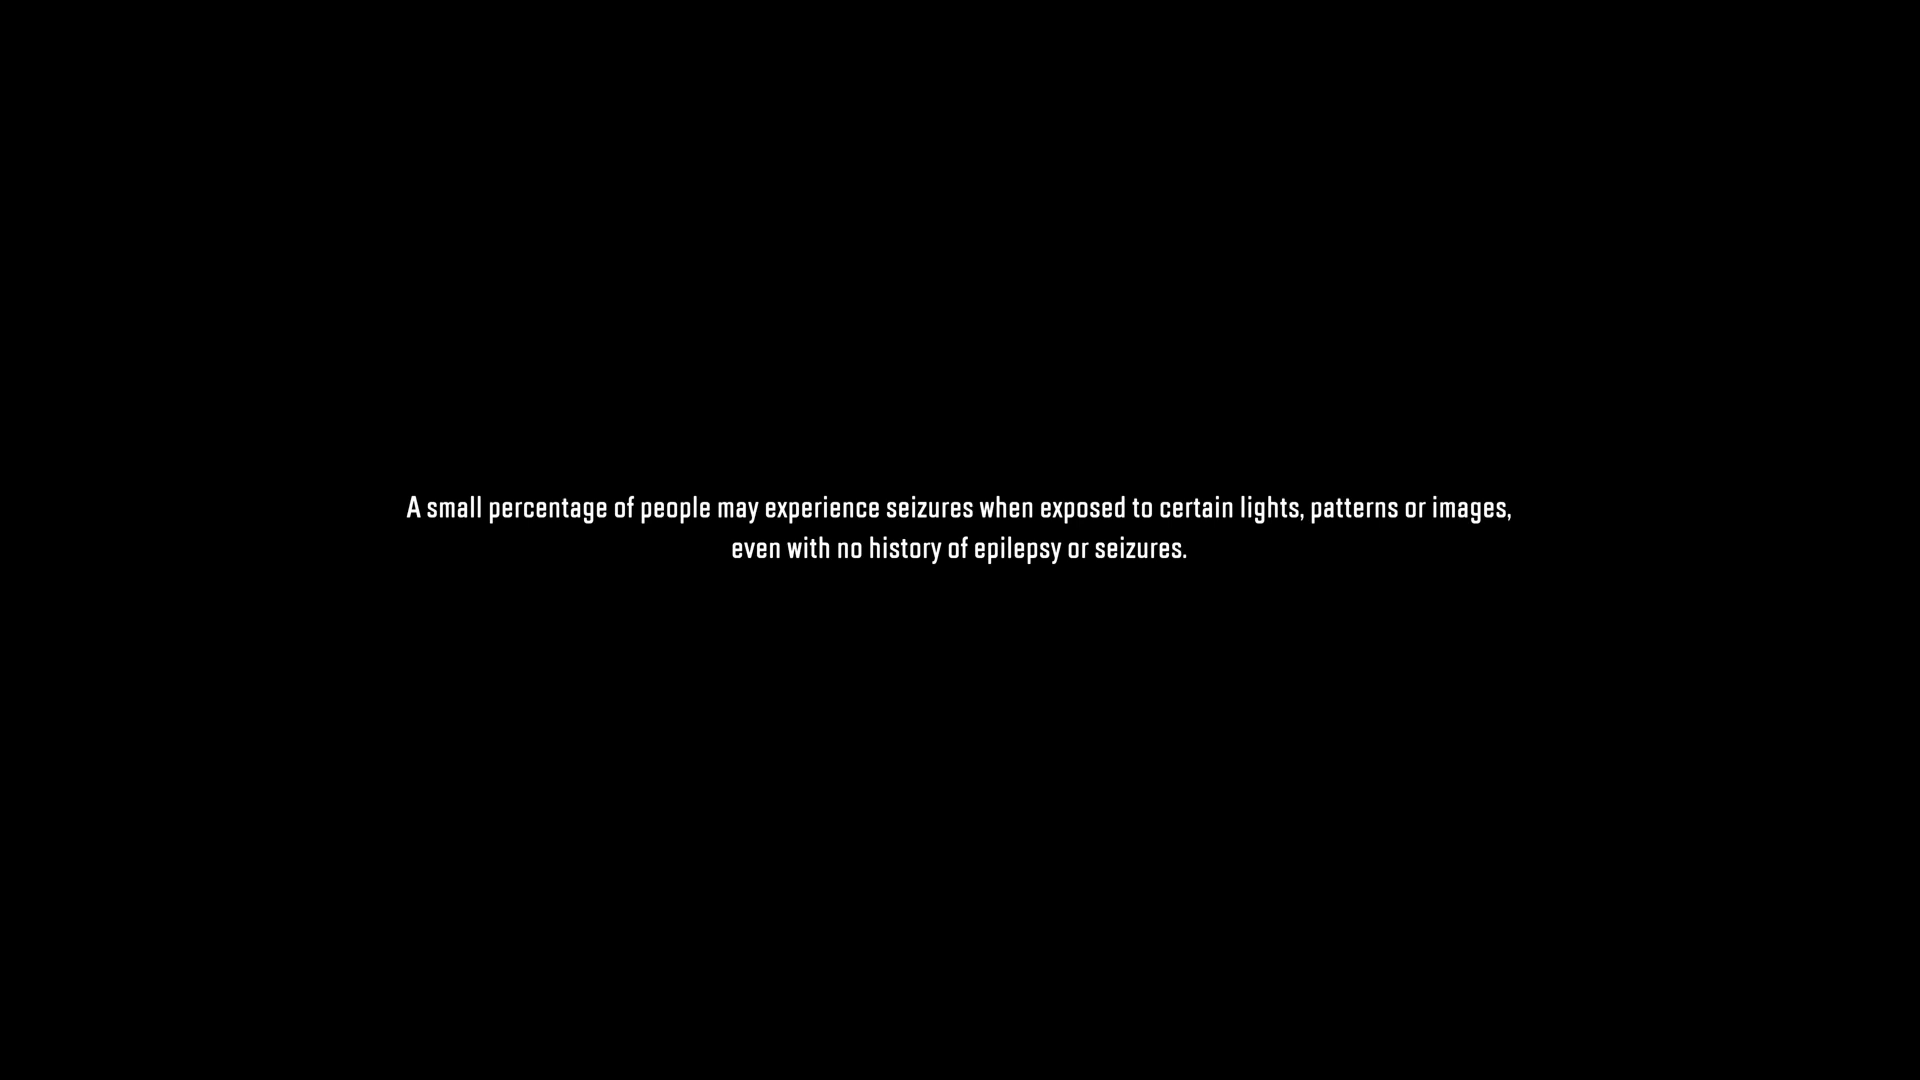 A small percentage of people may experience seizures when exposed to certain lights, patterns or images,
even with no history of epilepsy or seizures.